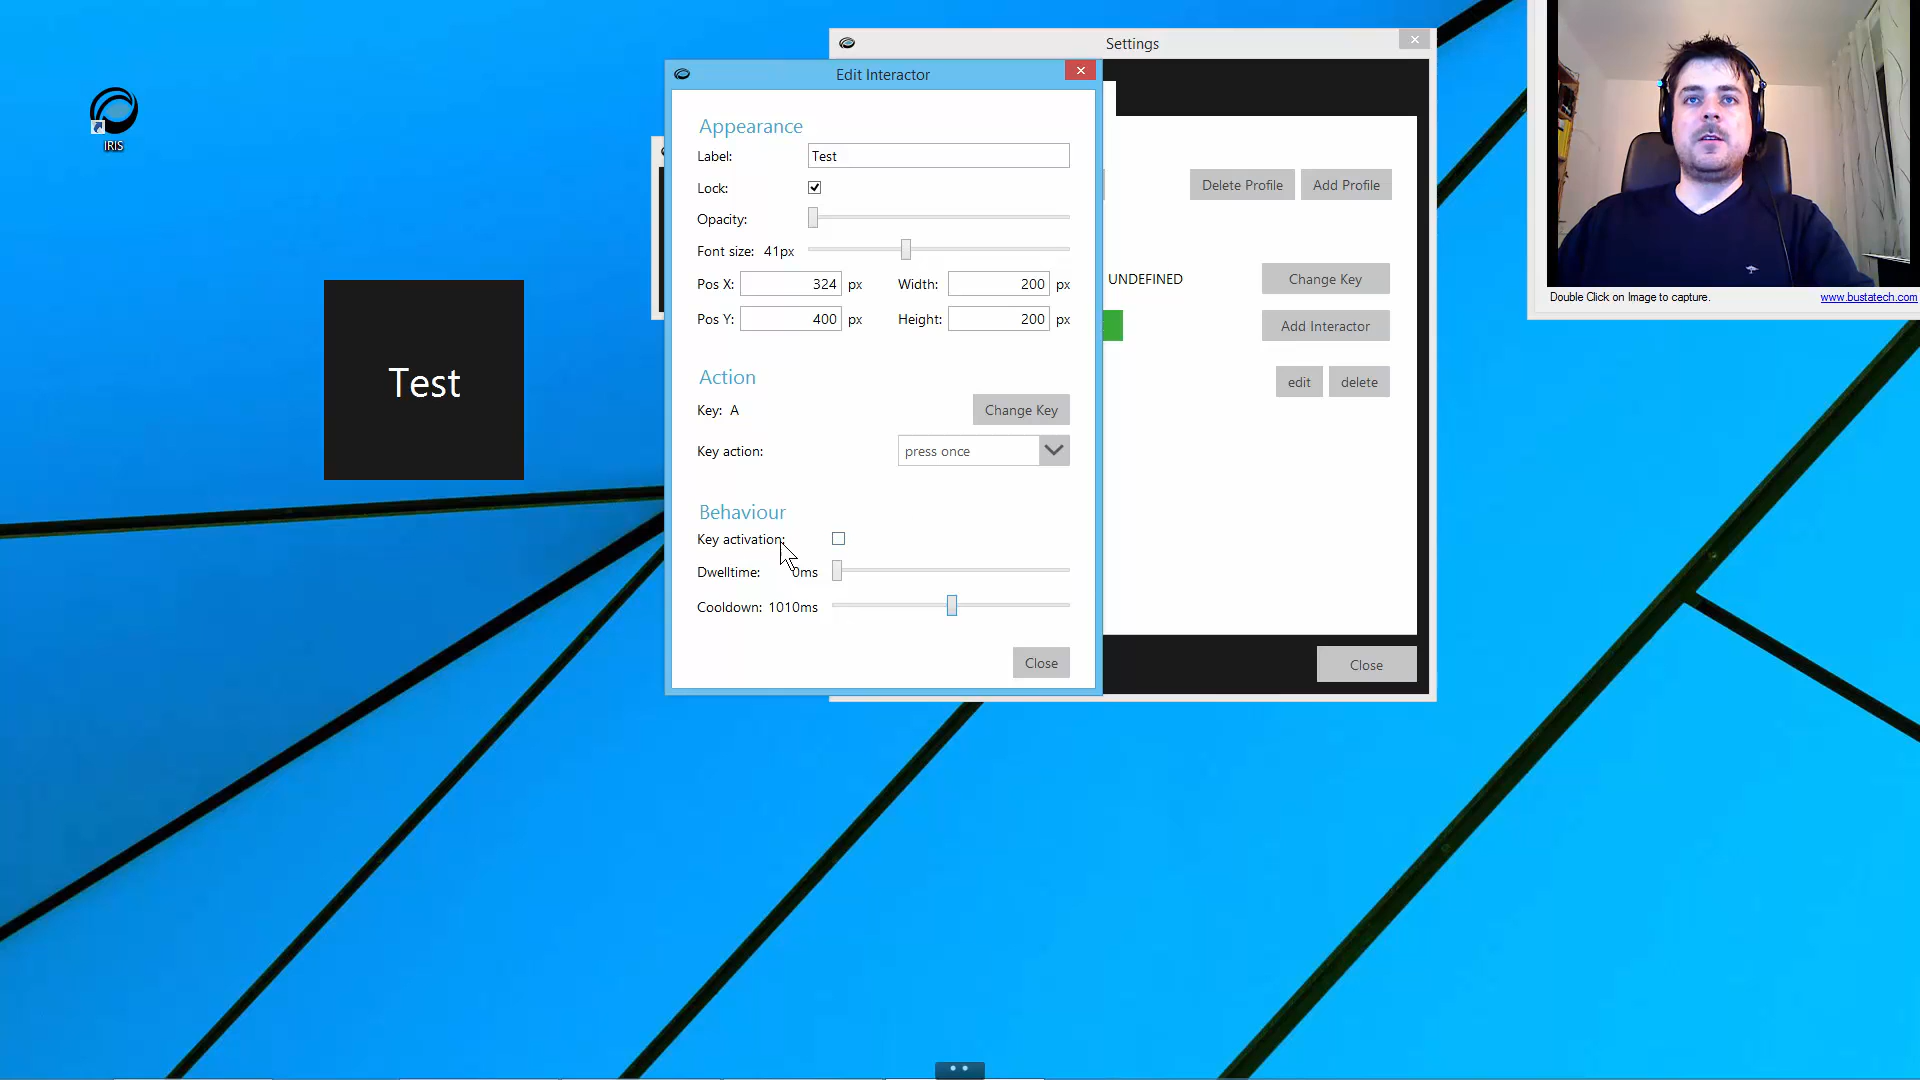 IRIS
Test
Settings
Edit Interactor
Appearance
Label: Test
Lock:
Opacity:
Font size: 41px
Pos X: 324 px Width: 200 px
Pos Y: 400 px Height: 200 px
Action
Key: A Change Key
Key action: press once
Behaviour
Key activation:
Dwelltime: 0ms
Cooldown: 1010ms
Close
Delete Profile Add Profile
UNDEFINED Change Key
Add Interactor
edit delete
Close
Double Click on Image to capture. www.bustatech.com